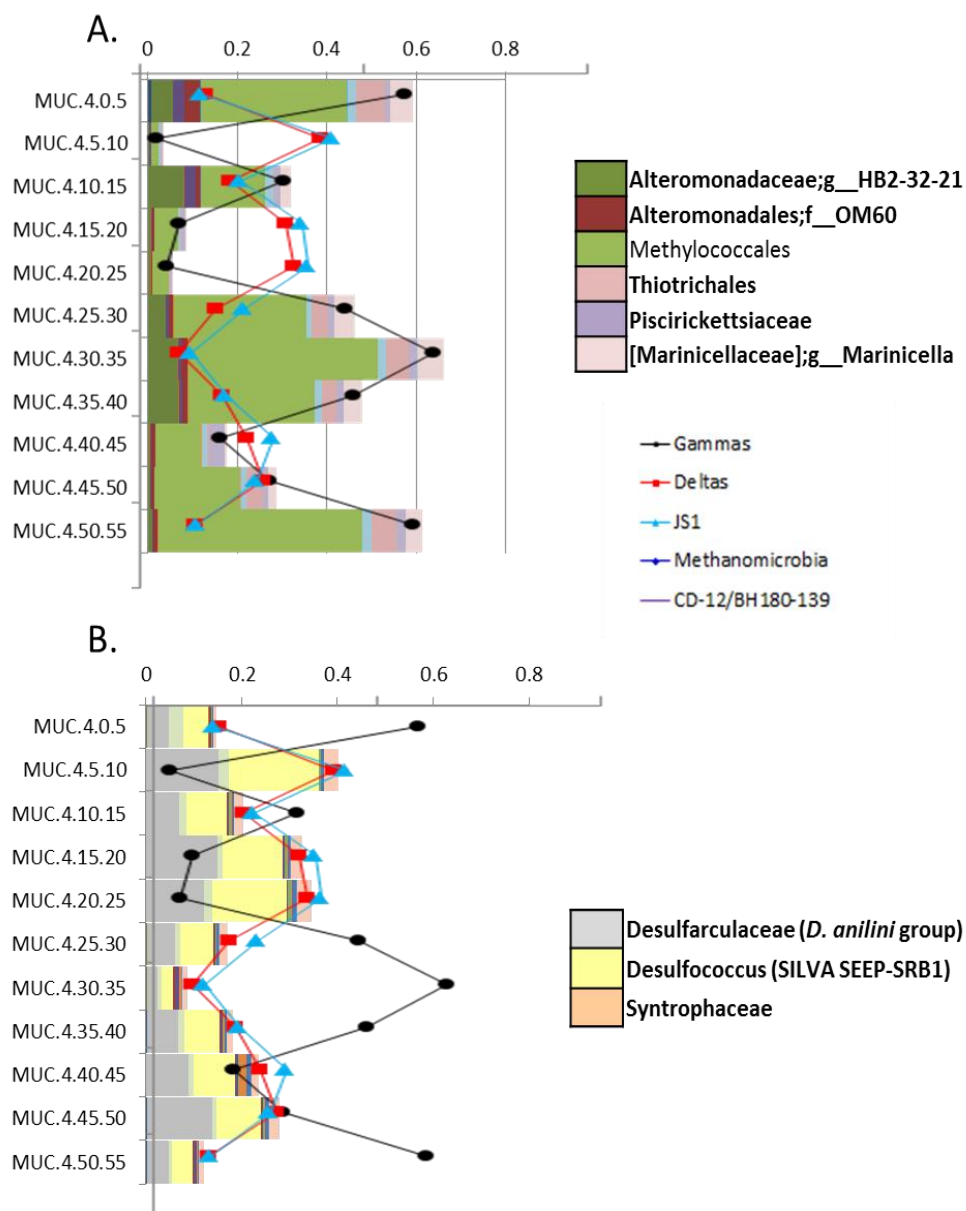 A.
0 0.2 0.4 0.6 0.8
MUC.4.0.5
MUC.4.5.10
MUC.4.10.15
MUC.4.15.20
MUC.4.20.25
MUC.4.25.30
MUC.4.30.35
MUC.4.35.40
MUC.4.40.45
MUC.4.45.50
MUC.4.50.55
Alteromonadaceae;g__HB2-32-21
Alteromonadales;f__OM60
Methylococcales
Thiotrichales
Piscirickettsiaceae
[Marinicellaceae];g__Marinicella
Gammas
Deltas
JS1
Methanomicrobia
CD-12/BH180-139
B.
0 0.2 0.4 0.6 0.8
MUC.4.0.5
MUC.4.5.10
MUC.4.10.15
MUC.4.15.20
MUC.4.20.25
MUC.4.25.30
MUC.4.30.35
MUC.4.35.40
MUC.4.40.45
MUC.4.45.50
MUC.4.50.55
Desulfarculaceae (D. anilini group)
Desulfococcus (SILVA SEEP-SRB1)
Syntrophaceae